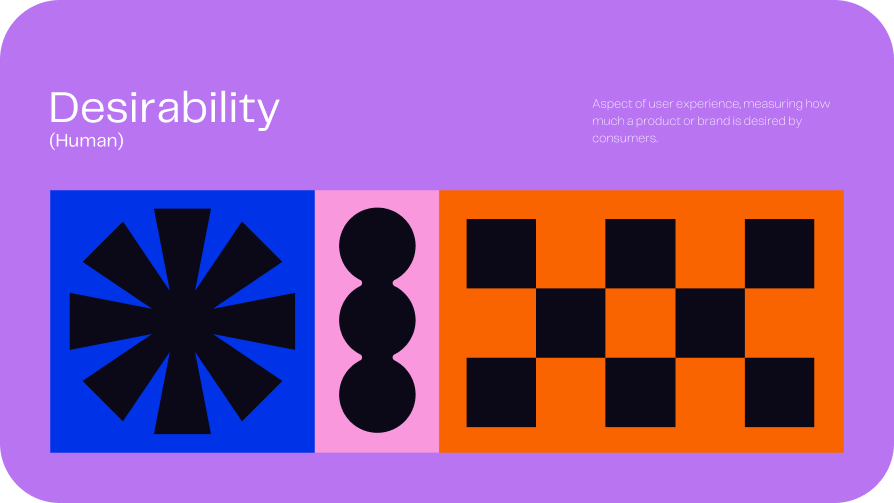 Desirability
(Human)
Aspect of user experience, measuring how
much a product or brand is desired by
consumers.